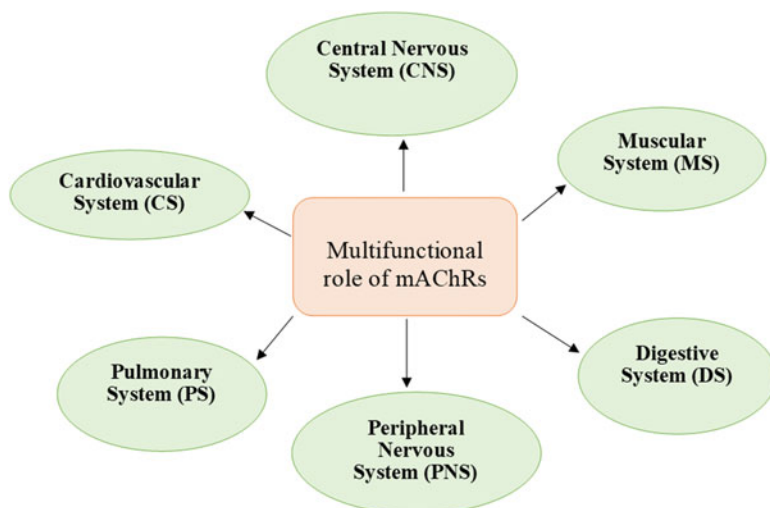 Central Nervous
System (CNS)
Muscular
System (MS)
Cardiovascular
System (CS)
Multifunctional
role of mAChRs
Digestive
System (DS)
Pulmonary
System (PS)
Peripheral
Nervous
System (PNS)